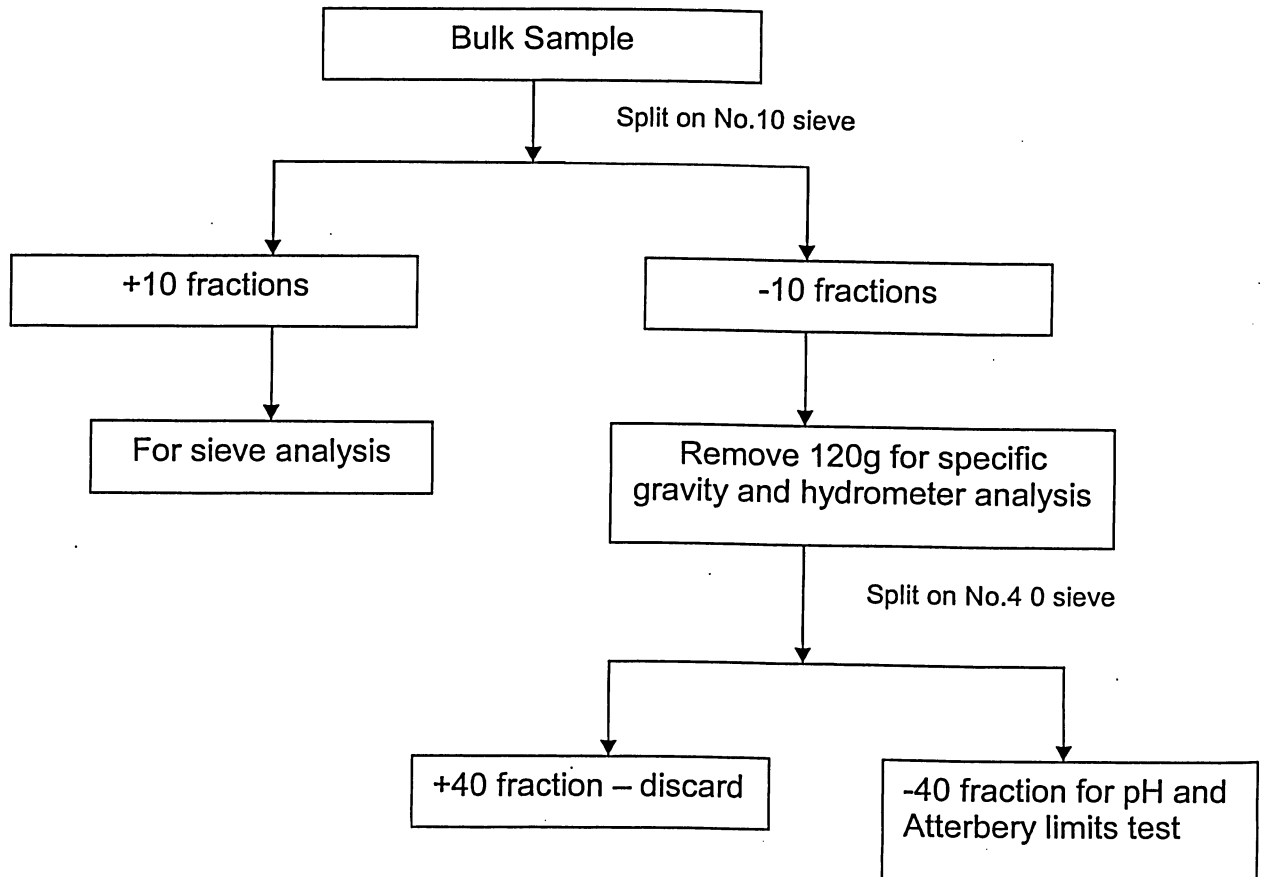 Bulk Sample
Split on No.10 sieve
+10 fractions
-10 fractions
For sieve analysis
Remove 120g for specific
gravity and hydrometer analysis
Split on No.4 0 sieve
+40 fraction – discard
-40 fraction for pH and
Atterbery limits test